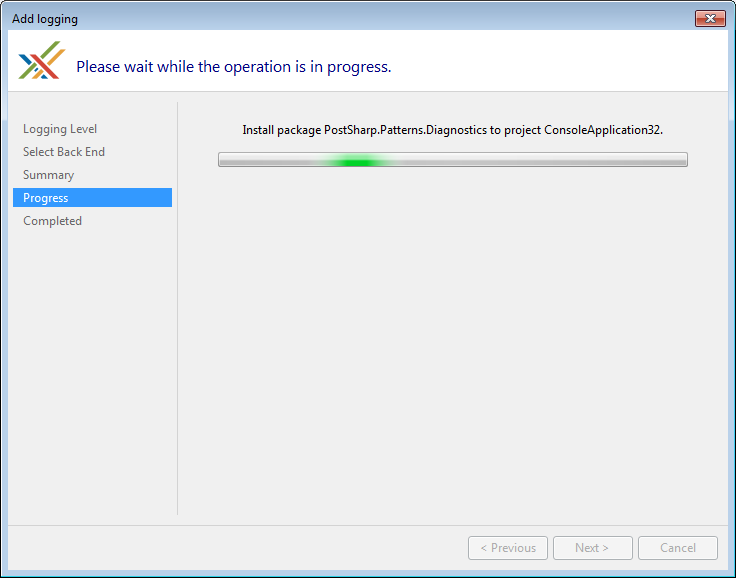 Add logging
Please wait while the operation is in progress.
Logging Level
Select Back End
Summary
Progress
Completed
Install package PostSharp.Patterns.Diagnostics to project ConsoleApplication32.
< Previous
Next >
Cancel